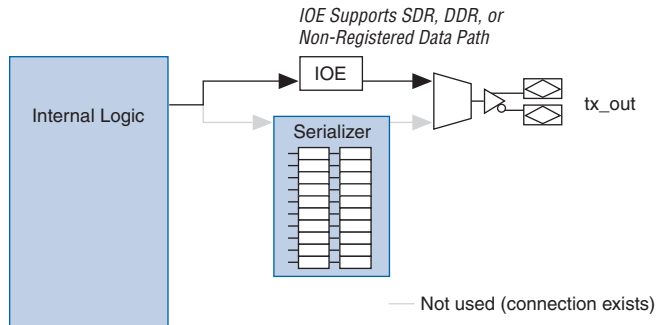 IOE Supports SDR, DDR, or
Non-Registered Data Path
IOE
Internal Logic
tx_out
Serializer
Not used (connection exists)